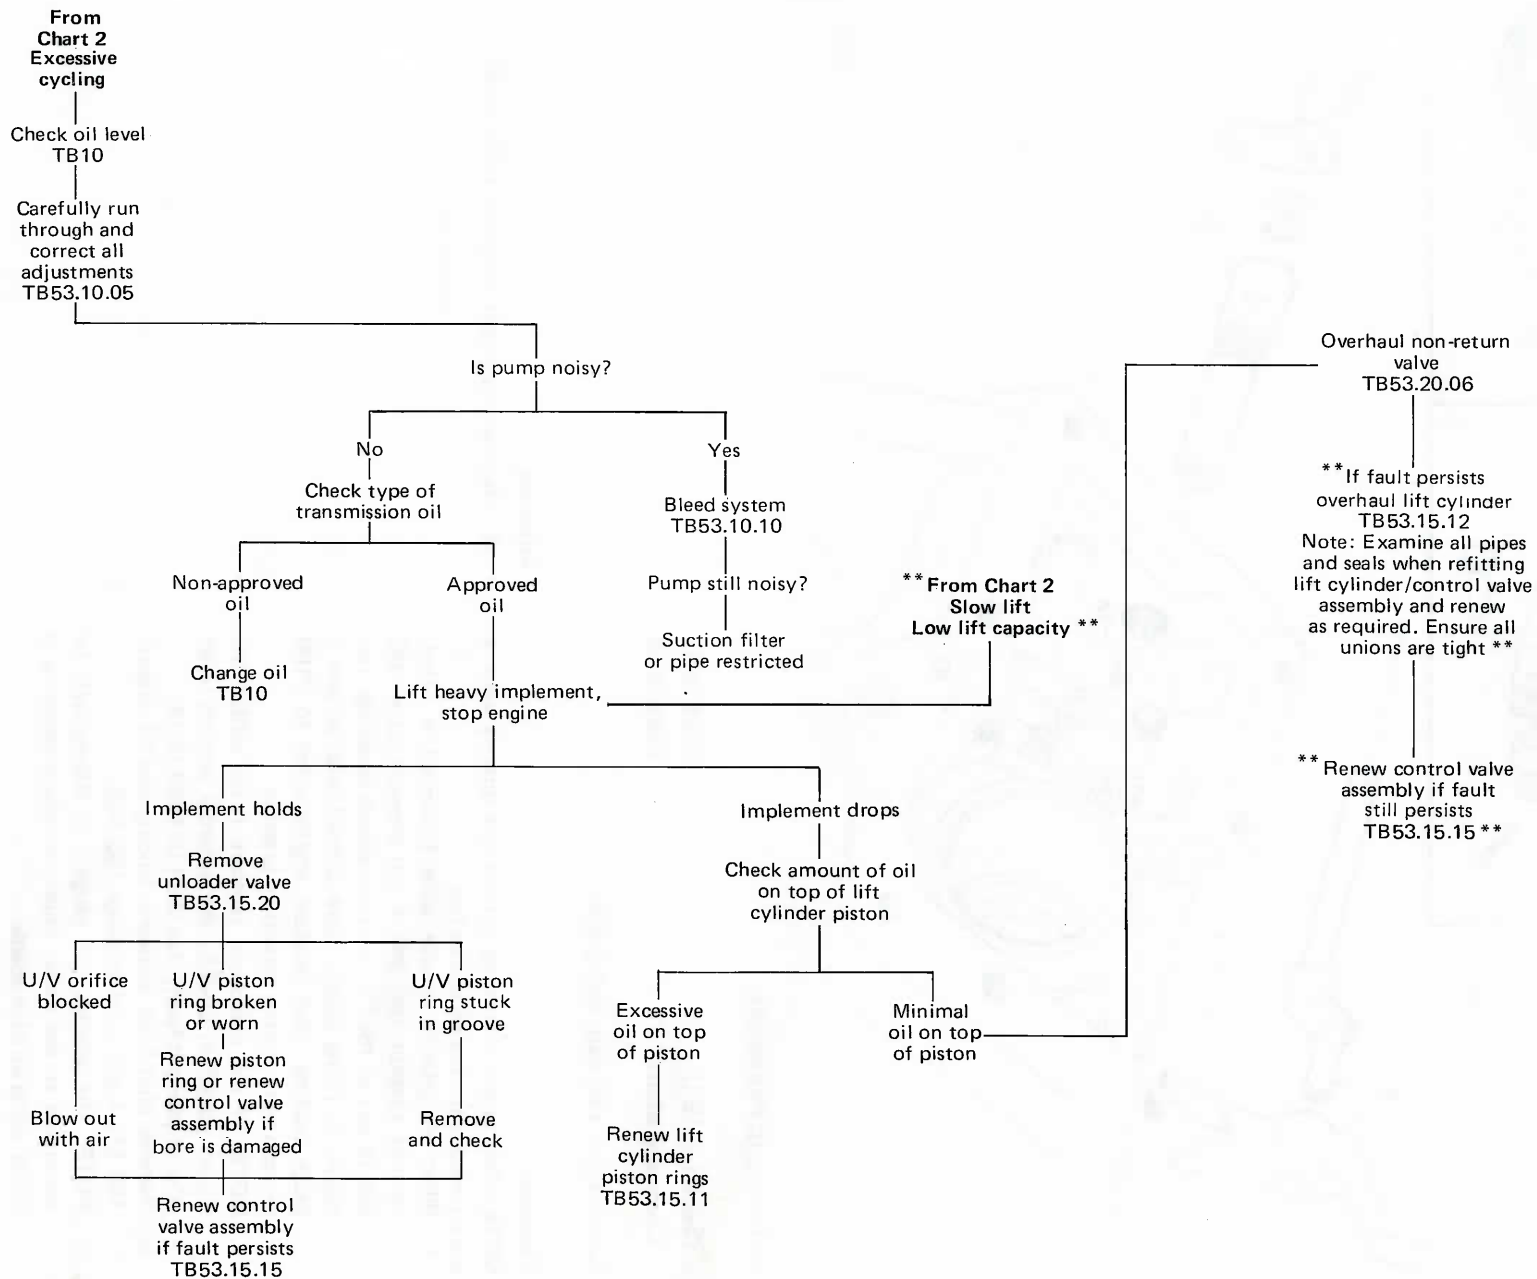 From
Chart 2
Excessive
cycling
Check oil level
TB10
Carefully run
through and
correct all
adjustments
TB53.10.05
Is pump noisy?
No
Check type of
transmission oil
Non-approved
oil
Change oil
TB10
Approved
oil
Lift heavy implement,
stop engine
Yes
Bleed system
TB53.10.10
Pump still noisy?
Suction filter
or pipe restricted
**From Chart 2
Slow lift
Low lift capacity **
Implement holds
Remove
unloader valve
TB53.15.20
U/V orifice
blocked
Blow out
with air
U/V piston
ring broken
or worn
Renew piston
ring or renew
control valve
assembly if
bore is damaged
U/V piston
ring stuck
in groove
Remove
and check
Renew control
valve assembly
if fault persists
TB53.15.15
Implement drops
Check amount of oil
on top of lift
cylinder piston
Excessive
oil on top
of piston
Renew lift
cylinder
piston rings
TB53.15.11
Minimal
oil on top
of piston
Overhaul non-return
valve
TB53.20.06
**If fault persists
overhaul lift cylinder
TB53.15.12
Note: Examine all pipes
and seals when refitting
lift cylinder/control valve
assembly and renew
as required. Ensure all
unions are tight **
**Renew control valve
assembly if fault
still persists
TB53.15.15 **